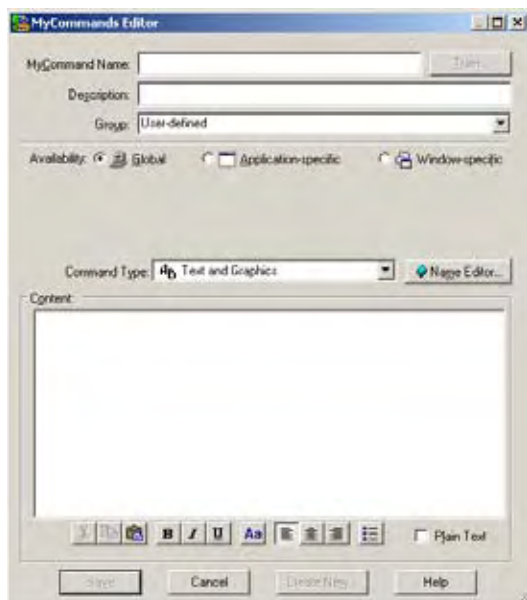 MyCommands Editor
MyCommand Name:
Train...
Description:
Group: User-defined
Availability: Global Application-specific Window-specific
Command Type: Text and Graphics Name Editor...
Content
B I U Aa Plain Text
Save Cancel Create New... Help